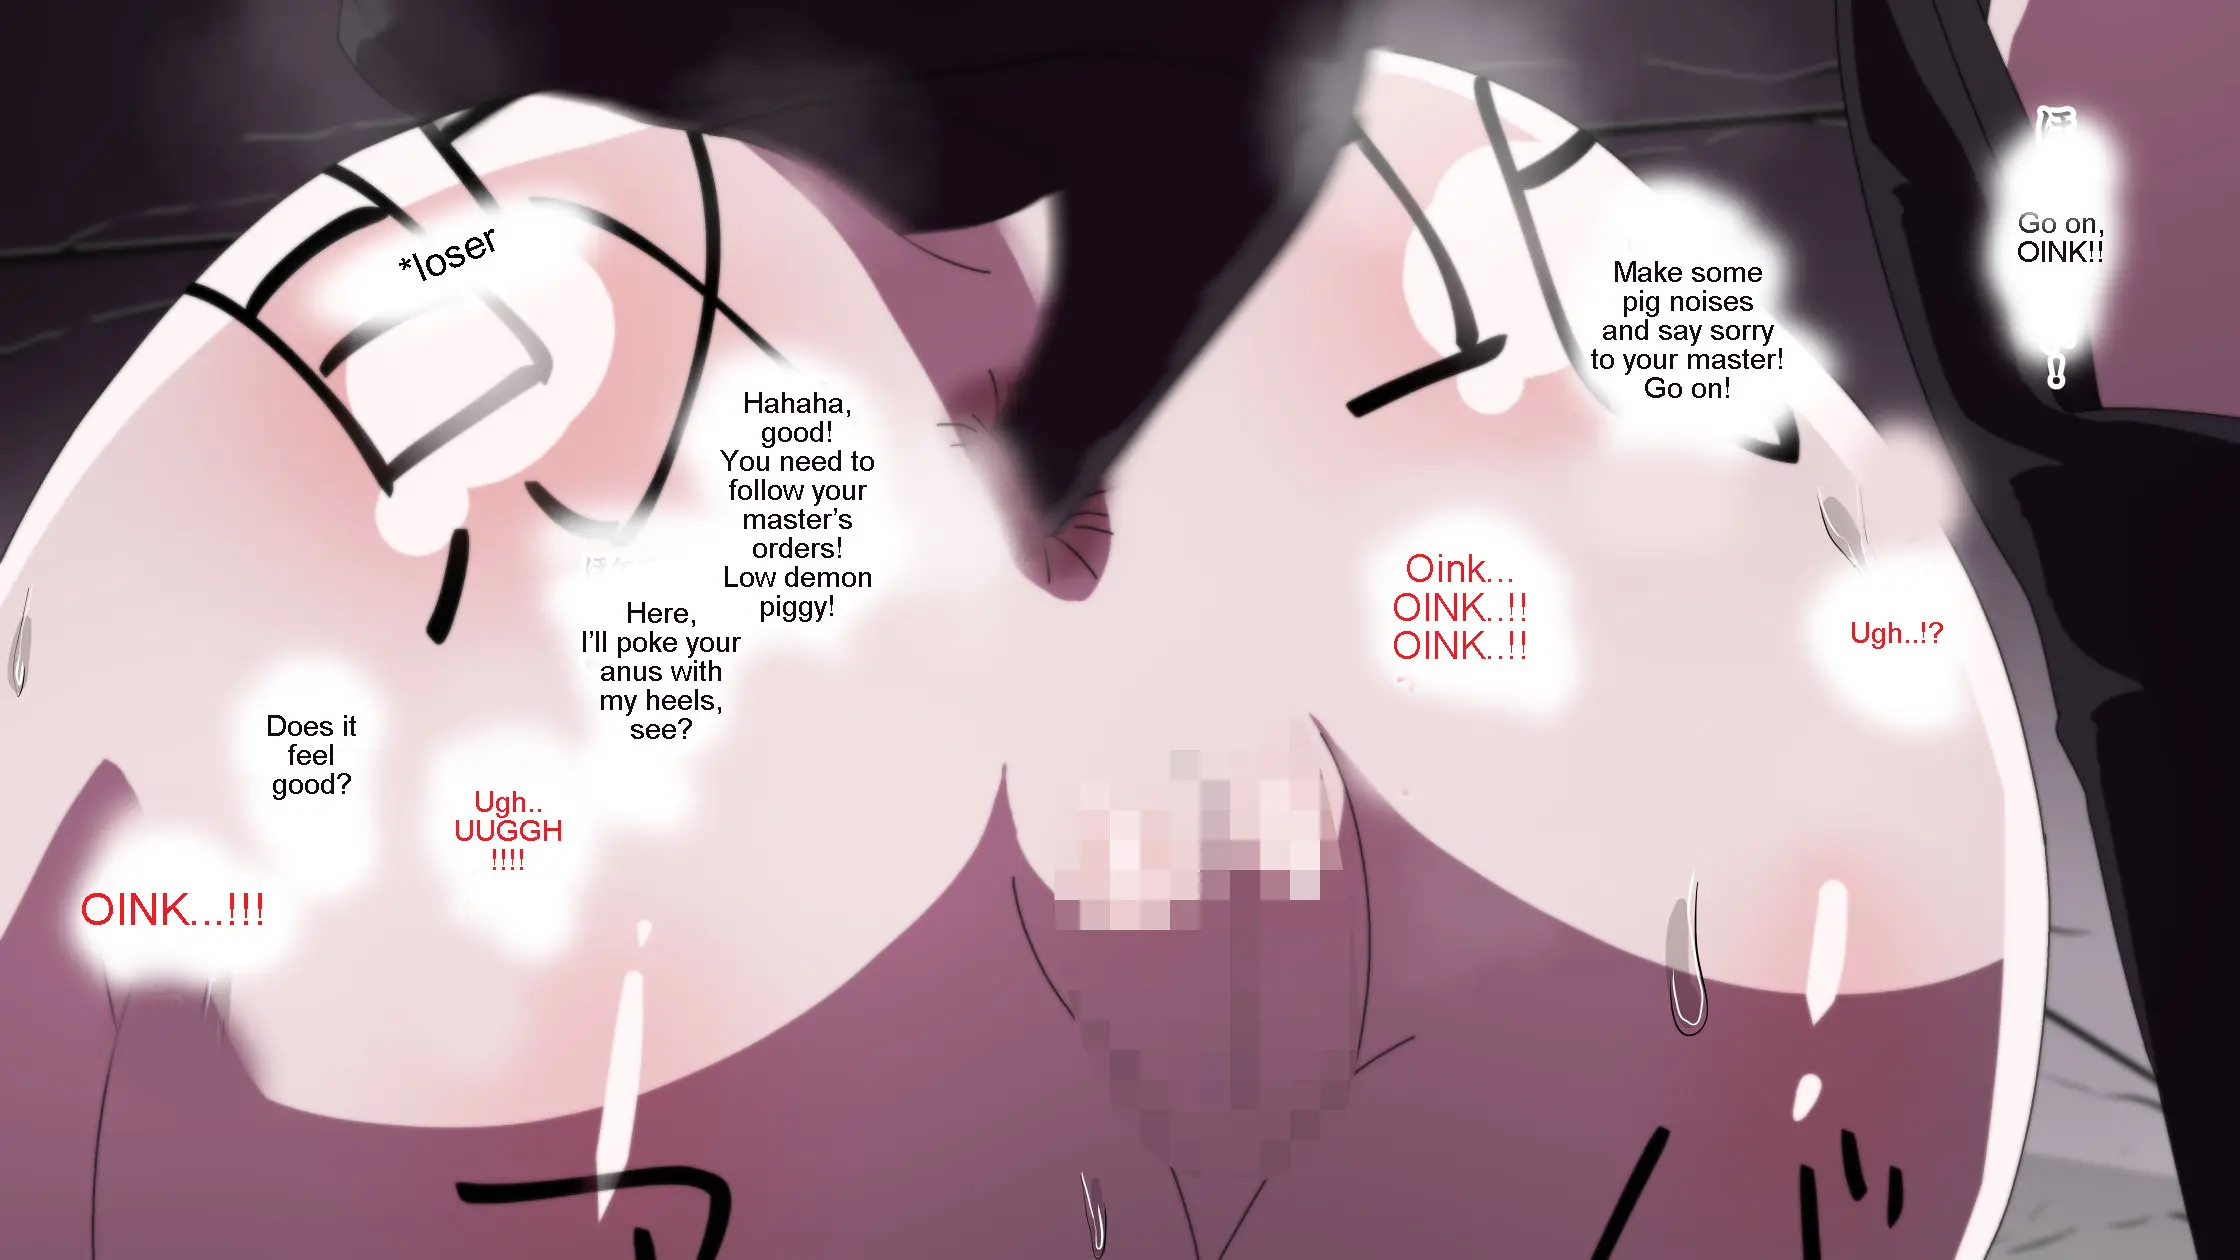 Go on,
OINK!!
Make some
pig noises
and say sorry
to your master!
Go on!
*loser
Hahaha,
good!
You need to
follow your
master's
orders!
Low demon
piggy!
Oink...
OINK..!!
OINK..!!
Ugh..!?
Here,
I'll poke your
anus with
my heels,
see?
Does it
feel
good?
Ugh..
UUGGH
!!!!
OINK...!!!